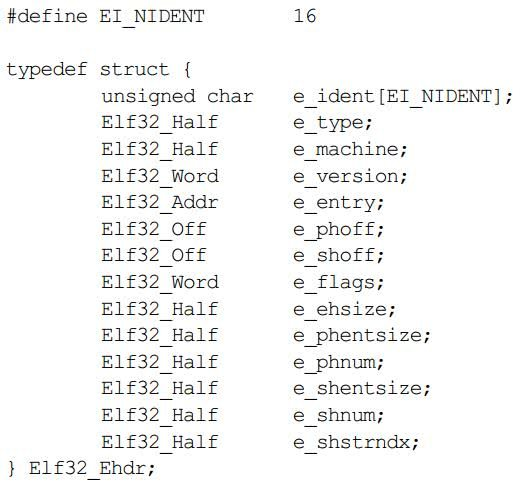 #define EI_NIDENT 16
typedef struct {
unsigned char e_ident[EI_NIDENT];
Elf32_Half e_type;
Elf32_Half e_machine;
Elf32_Word e_version;
Elf32_Addr e_entry;
Elf32_Off e_phoff;
Elf32_Off e_shoff;
Elf32_Word e_flags;
Elf32_Half e_ehsize;
Elf32_Half e_phentsize;
Elf32_Half e_phnum;
Elf32_Half e_shentsize;
Elf32_Half e_shnum;
Elf32_Half e_shstrndx;
} Elf32_Ehdr;